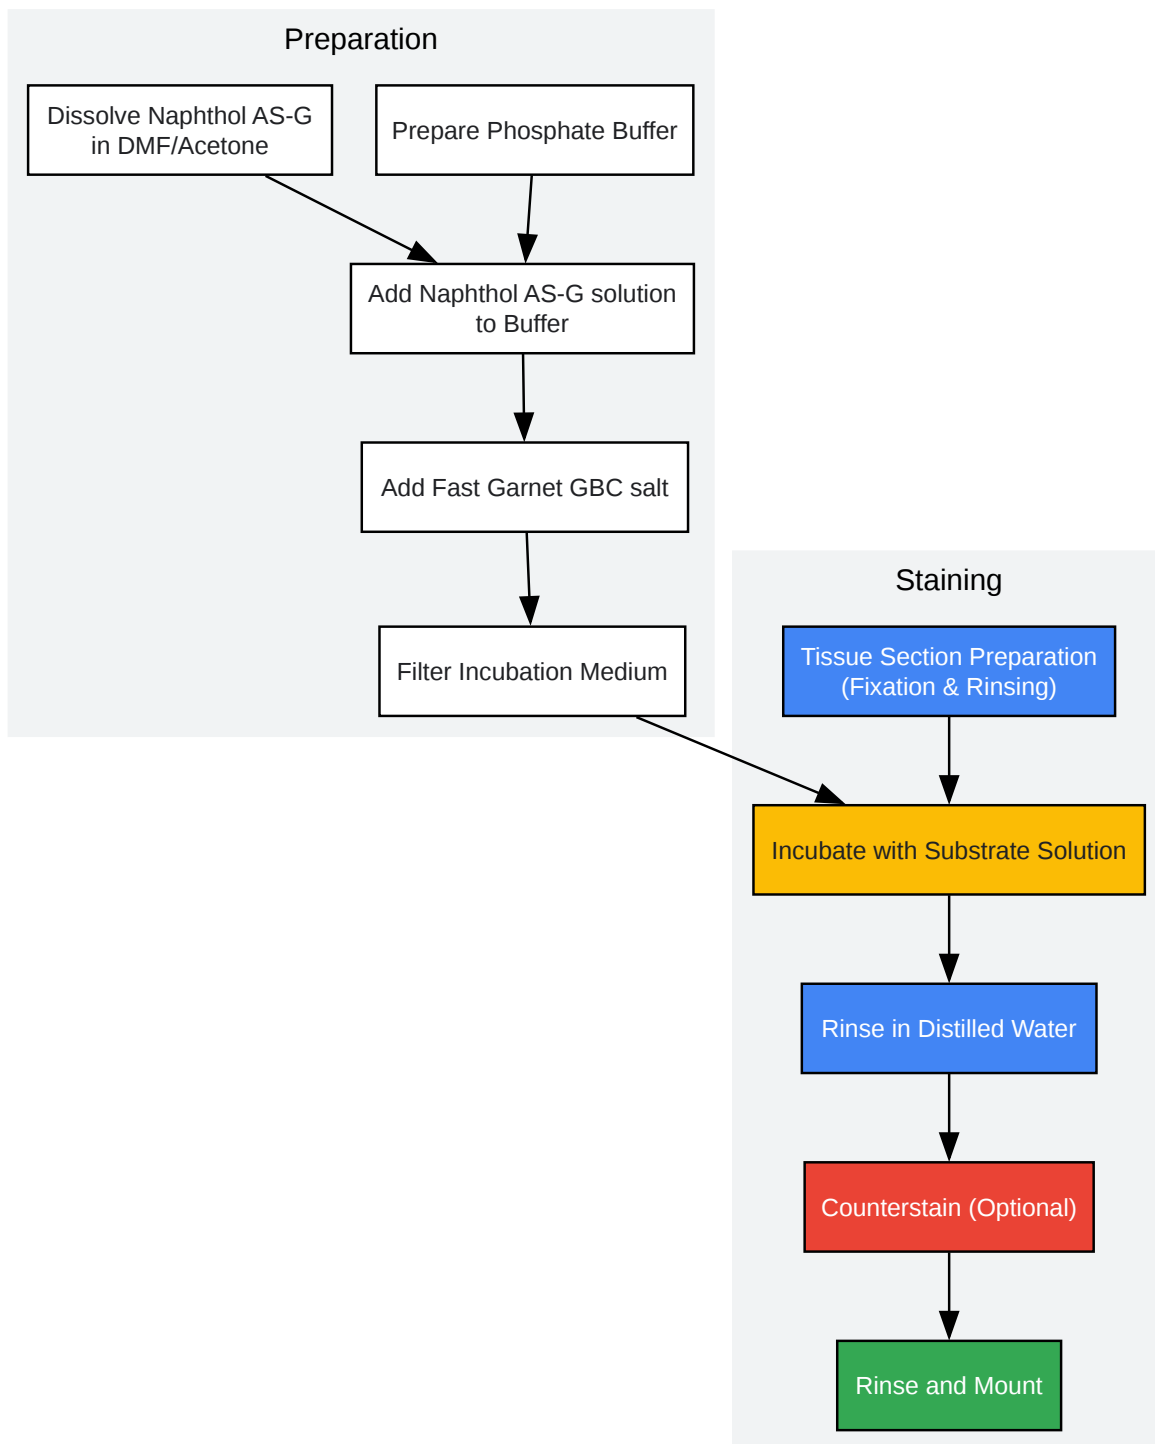 Preparation
Dissolve Naphthol AS-G
in DMF/Acetone
Prepare Phosphate Buffer
Add Naphthol AS-G solution
to Buffer
Add Fast Garnet GBC salt
Filter Incubation Medium
Staining
Tissue Section Preparation
(Fixation & Rinsing)
Incubate with Substrate Solution
Rinse in Distilled Water
Counterstain (Optional)
Rinse and Mount